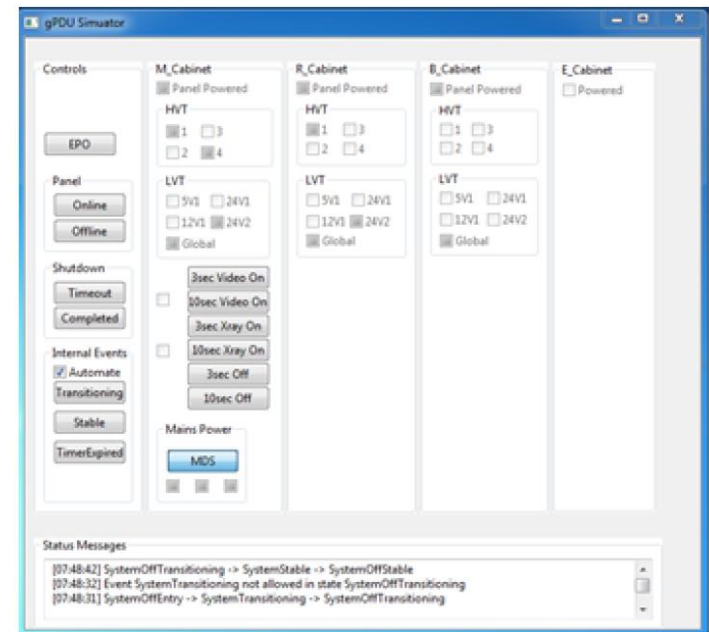 gPDU Simuator
Controls
EPO
Panel
Online
Offline
Shutdown
Timeout
Completed
Internal Events
Automate
Transitioning
Stable
TimerExpired
M_Cabinet
Panel Powered
HVT
1 3
2 4
LVT
5V1 24V1
12V1 24V2
Global
3sec Video On
10sec Video On
3sec Xray On
10sec Xray On
3sec Off
10sec Off
Mains Power
MDS
R_Cabinet
Panel Powered
HVT
1 3
2 4
LVT
5V1 24V1
12V1 24V2
Global
B_Cabinet
Panel Powered
HVT
1 3
2 4
LVT
5V1 24V1
12V1 24V2
Global
E_Cabinet
Powered
Status Messages
[07:48:42] SystemOffTransitioning -> SystemStable -> SystemOffStable
[07:48:32] Event SystemTransitioning not allowed in state SystemOffTransitioning
[07:48:31] SystemOffEntry -> SystemTransitioning -> SystemOffTransitioning